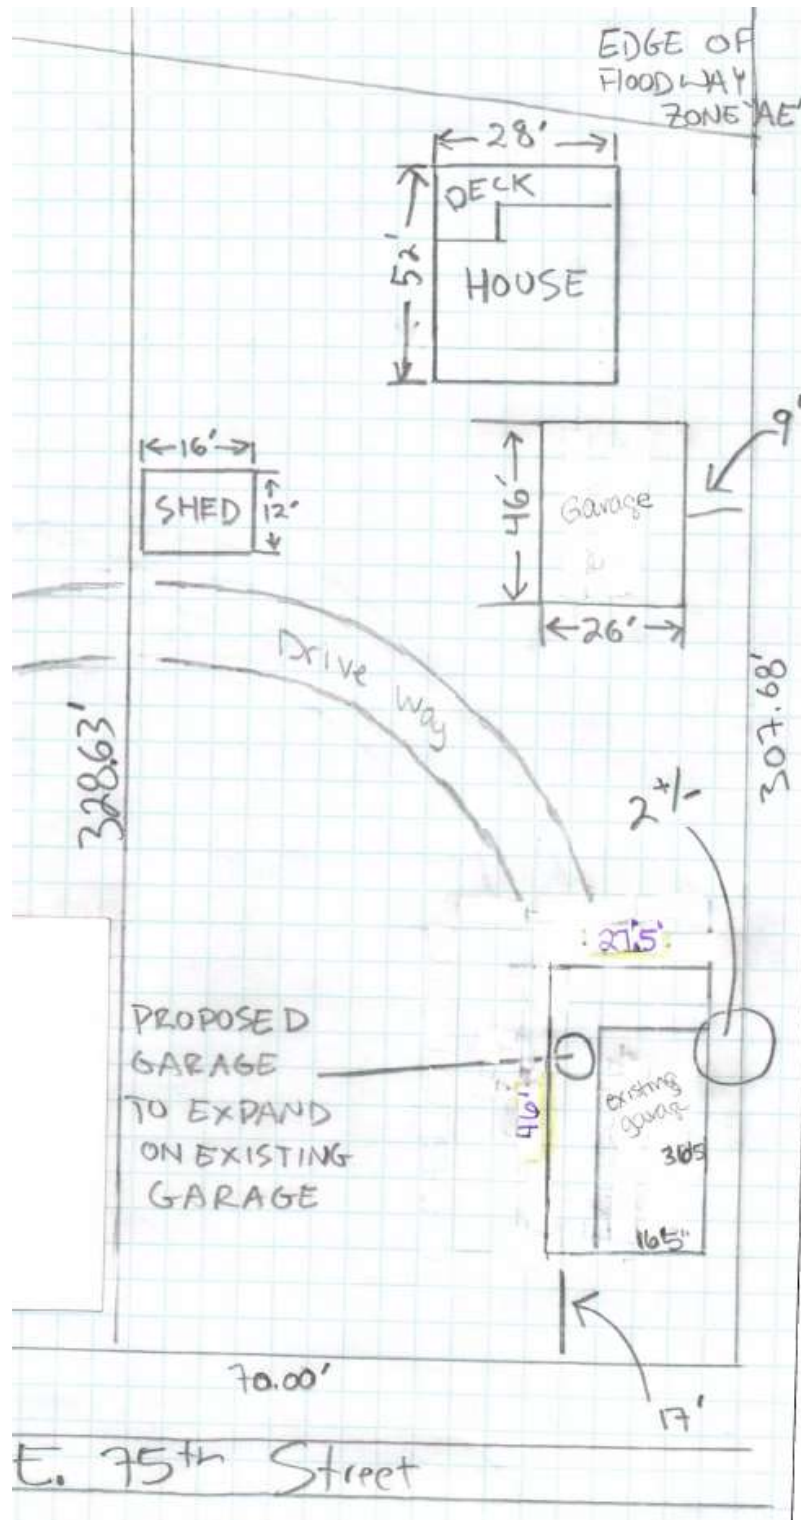 EDGE OF
FLOODWAY
ZONE "AE"
28'
DECK
52'
HOUSE
9'
16'
SHED
12'
46'
Garage
26'
Drive Way
328.63'
307.68'
2 +/-
27.5'
PROPOSED
GARAGE
TO EXPAND
ON EXISTING
GARAGE
46'
existing
garage
16.5"
70.00'
17'
E. 75th Street